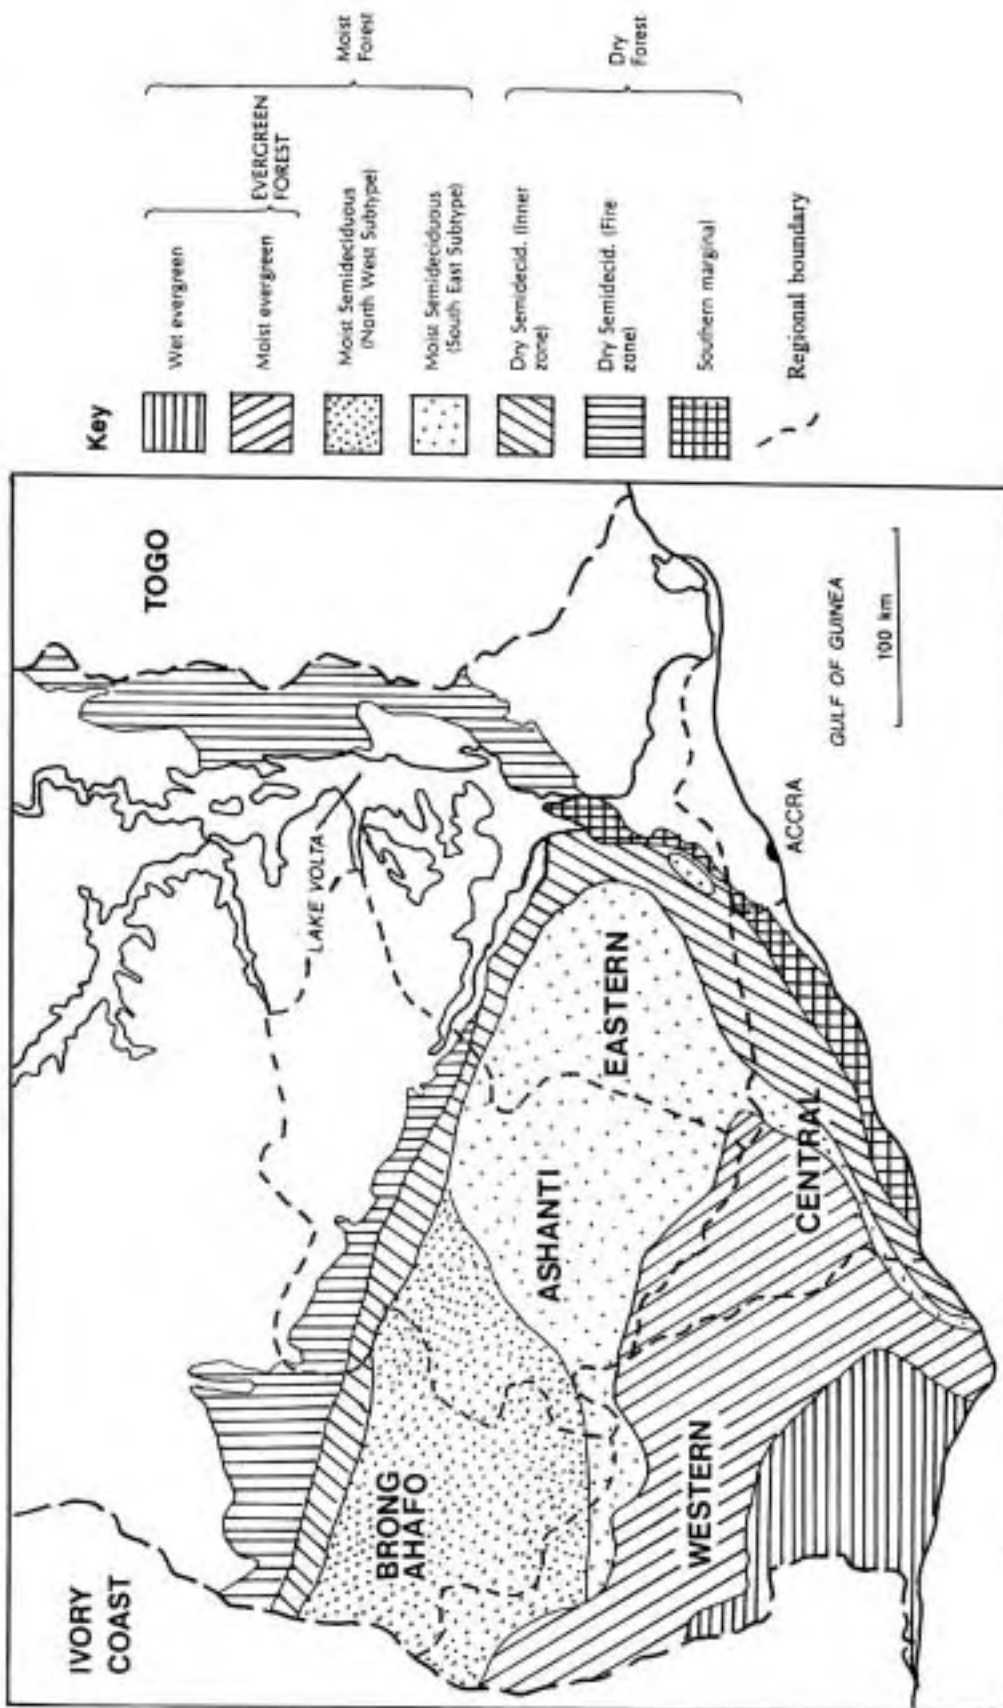 IVORY
COAST
TOGO
LAKE VOLTA
BRONG
AHAFO
ASHANTI
EASTERN
WESTERN
CENTRAL
ACCRA
GULF OF GUINEA
100 km
Key
Wet evergreen
Moist evergreen
EVERGREEN
FOREST
Moist Semideciduous
(North West Subtype)
Moist Semideciduous
(South East Subtype)
Moist
Forest
Dry Semidecid. (Inner
zone)
Dry Semidecid. (Fire
zone)
Southern marginal
Dry
Forest
Regional boundary